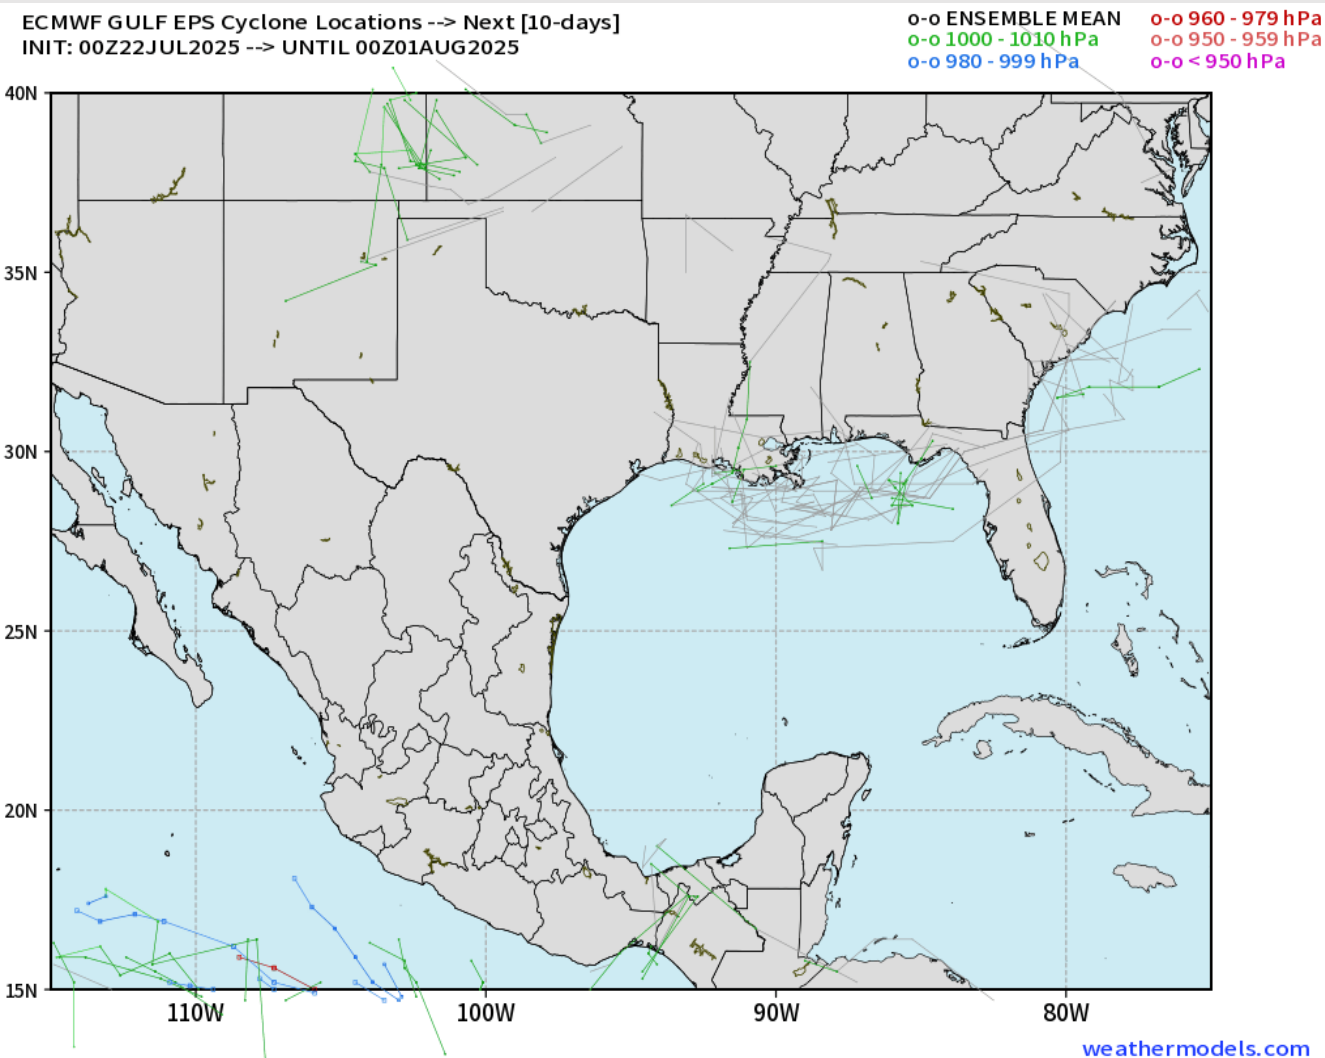 ECMWF GULF EPS Cyclone Locations --> Next [10-days]
INIT: 00Z22JUL2025 --> UNTIL 00Z01AUG2025
o-o ENSEMBLE MEAN
o-o 1000 - 1010 hPa
o-o 980 - 999 hPa
o-o 960 - 979 hPa
o-o 950 - 959 hPa
o-o < 950 hPa
40N
35N
30N
25N
20N
15N
110W
100W
90W
80W
weathermodels.com